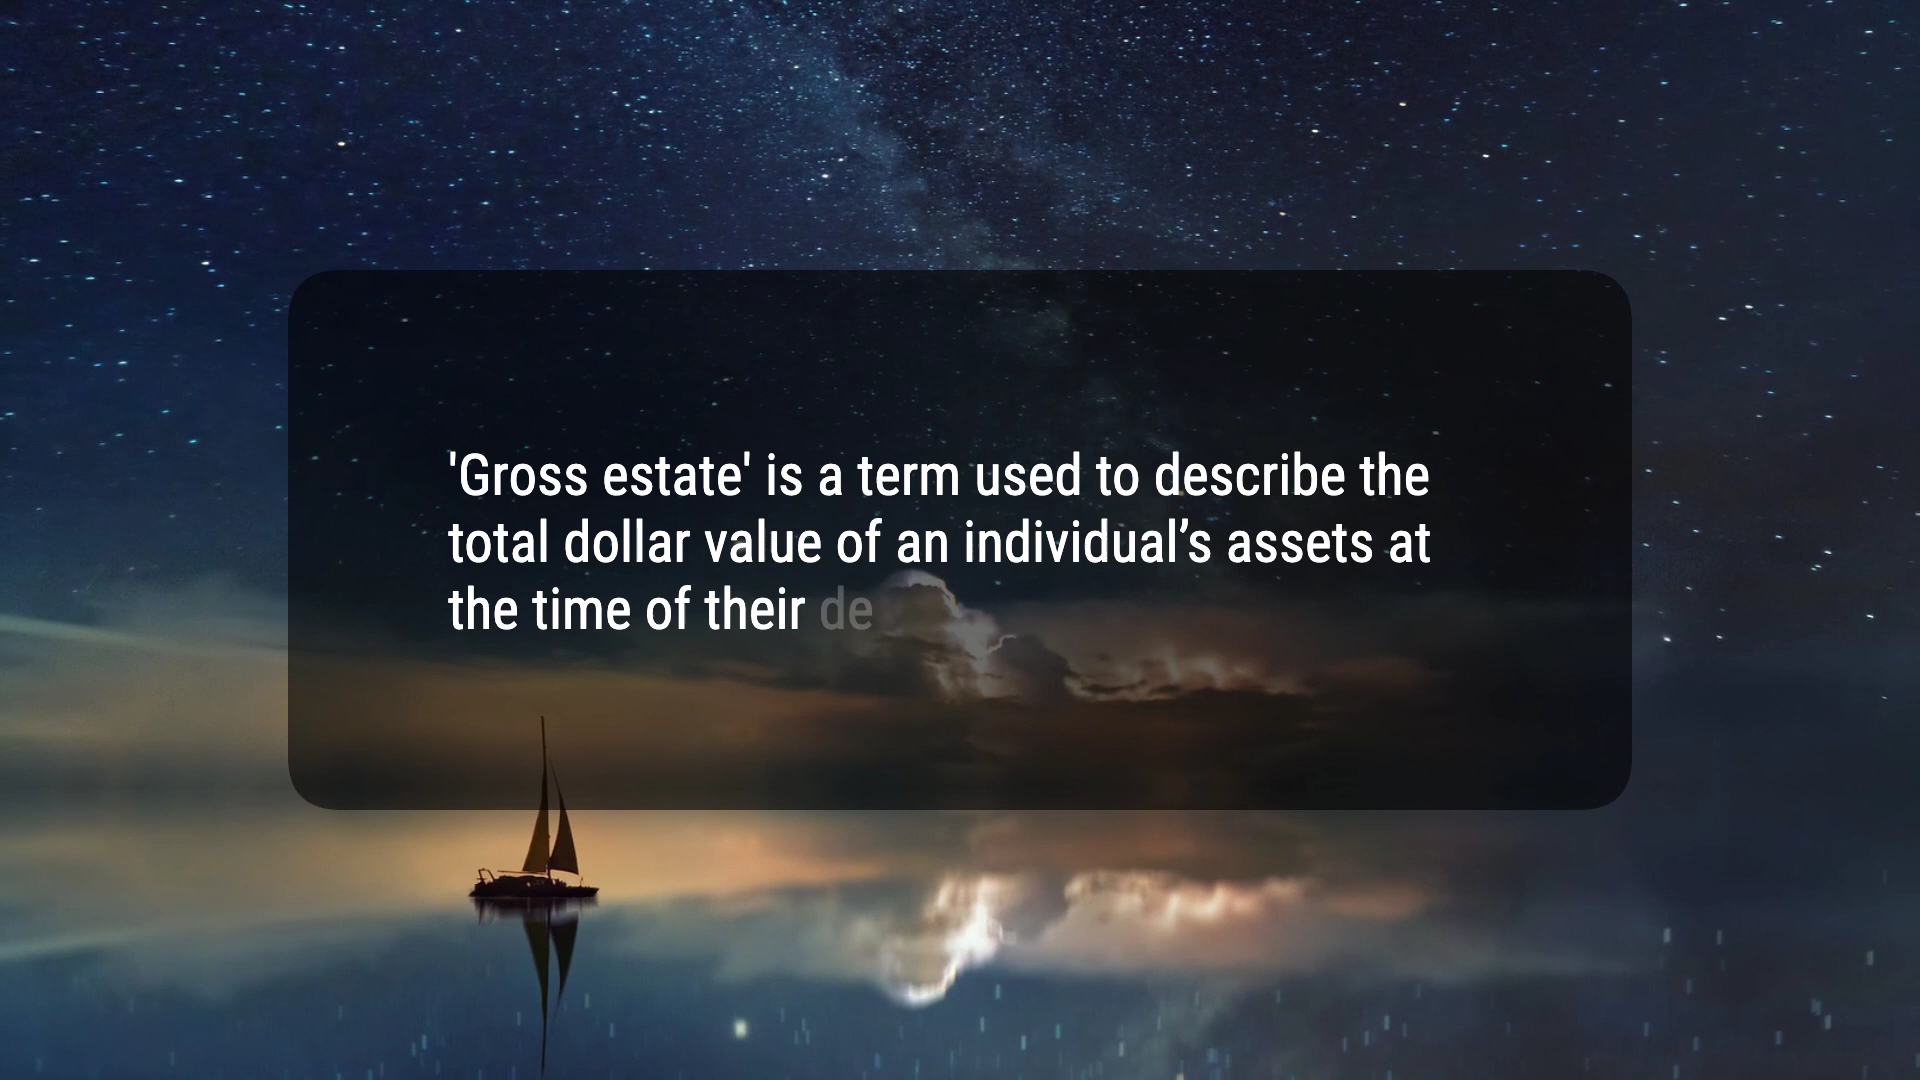 'Gross estate' is a term used to describe the
total dollar value of an individual’s assets at
the time of their de